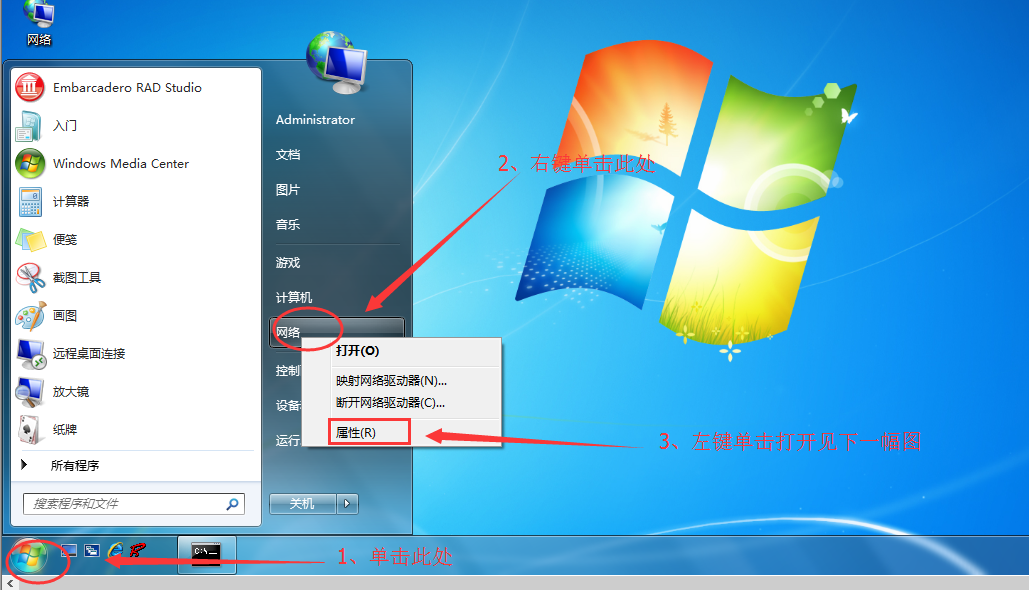 网络
Embarcadero RAD Studio
入门
Windows Media Center
计算器
便笺
截图工具
画图
远程桌面连接
放大镜
纸牌
所有程序
搜索程序和文件
Administrator
文档
图片
音乐
游戏
计算机
网络
控制
设备
运行
关机
打开(O)
映射网络驱动器(N)...
断开网络驱动器(C)...
属性(R)
2、右键单击此处
3、左键单击打开见下一幅图
1、单击此处
C:\_